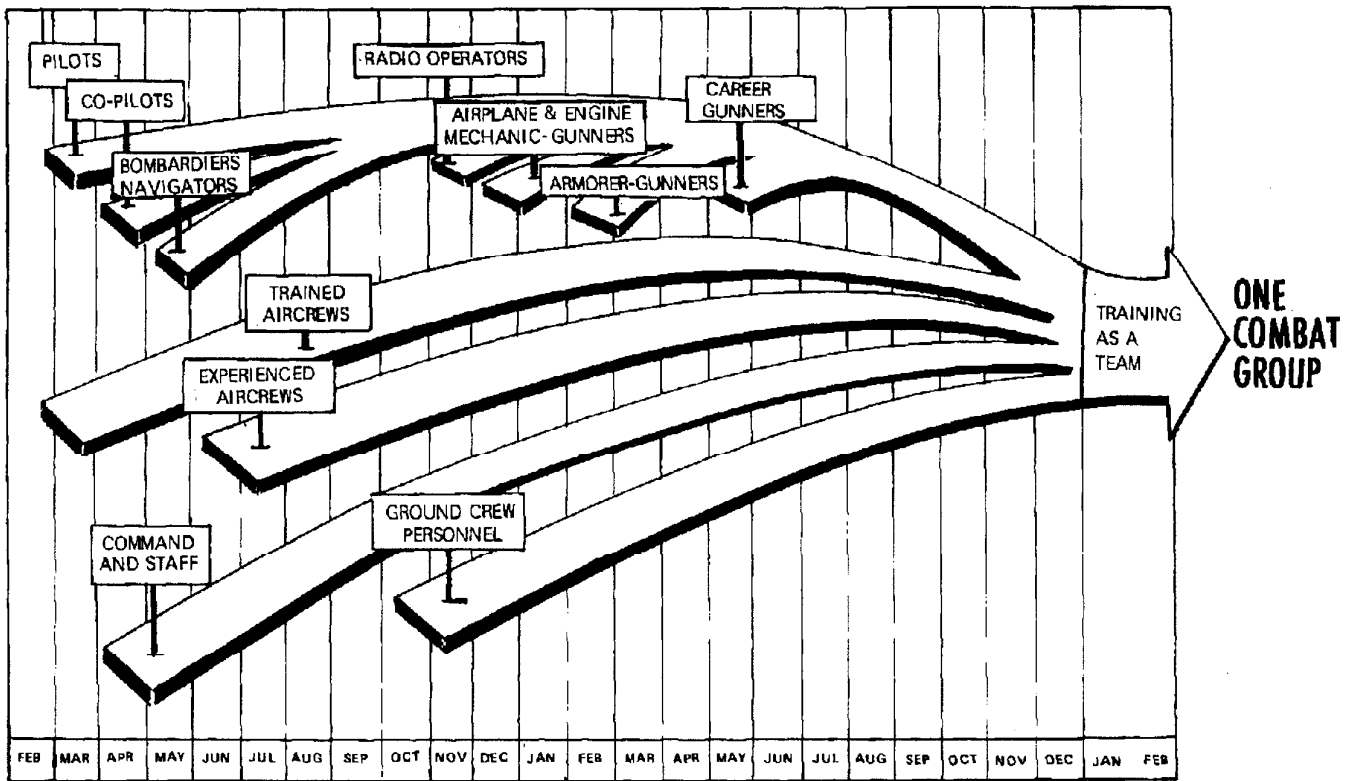 PILOTS
CO-PILOTS
BOMBARDIERS
NAVIGATORS
RADIO OPERATORS
AIRPLANE & ENGINE
MECHANIC-GUNNERS
ARMORER-GUNNERS
CAREER
GUNNERS
TRAINED
AIRCREWS
EXPERIENCED
AIRCREWS
COMMAND
AND STAFF
GROUND CREW
PERSONNEL
TRAINING
AS A
TEAM
ONE
COMBAT
GROUP
FEB MAR APR MAY JUN JUL AUG SEP OCT NOV DEC JAN FEB MAR APR MAY JUN JUL AUG SEP OCT NOV DEC JAN FEB